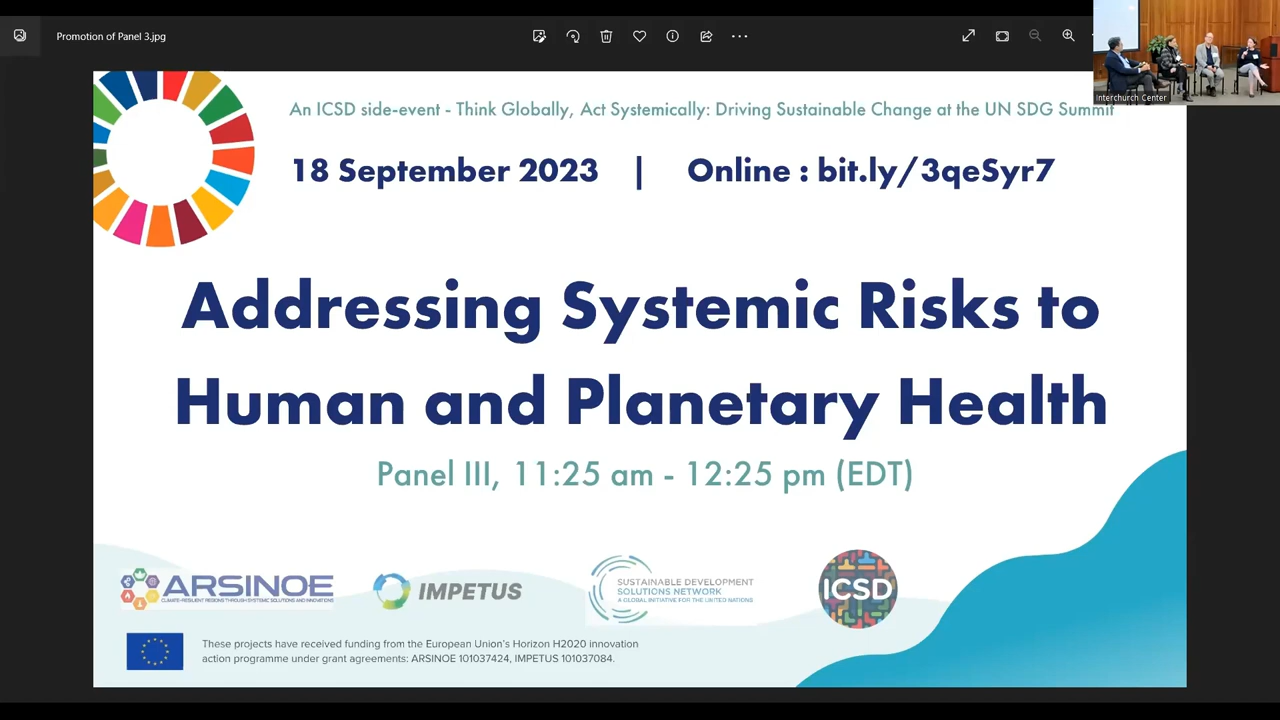 Promotion of Panel 3.jpg
Interchurch Center
An ICSD side-event - Think Globally, Act Systemically: Driving Sustainable Change at the UN SDG Summit
18 September 2023 | Online : bit.ly/3qeSyr7
Addressing Systemic Risks to
Human and Planetary Health
Panel III, 11:25 am - 12:25 pm (EDT)
ARSINOE
CLIMATE-RESILIENT REGIONS THROUGH SYSTEMIC SOLUTIONS AND INNOVATIONS
IMPETUS
SUSTAINABLE DEVELOPMENT
SOLUTIONS NETWORK
A GLOBAL INITIATIVE FOR THE UNITED NATIONS
ICSD
These projects have received funding from the European Union's Horizon H2020 innovation
action programme under grant agreements: ARSINOE 101037424, IMPETUS 101037084.